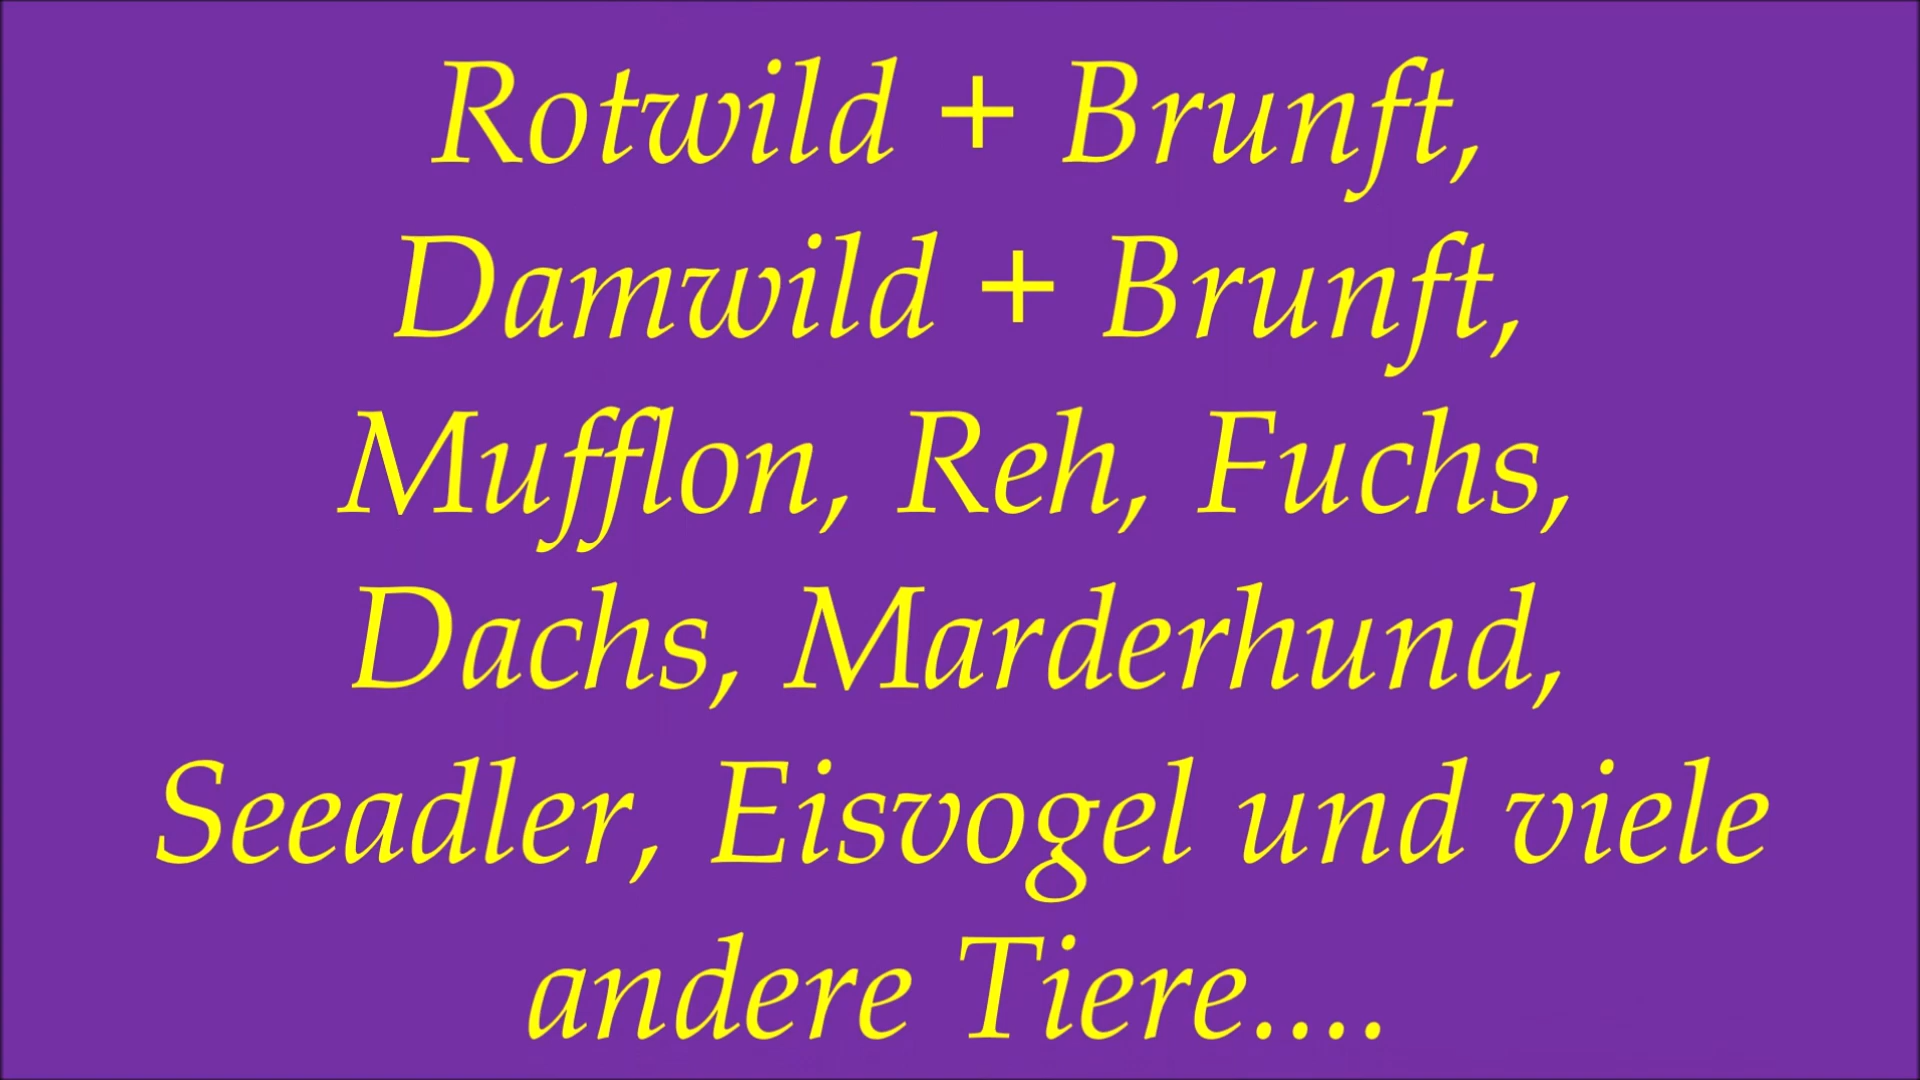 Rotwild + Brunft,
Damwild + Brunft,
Mufflon, Reh, Fuchs,
Dachs, Marderhund,
Seeadler, Eisvogel und viele
andere Tiere....